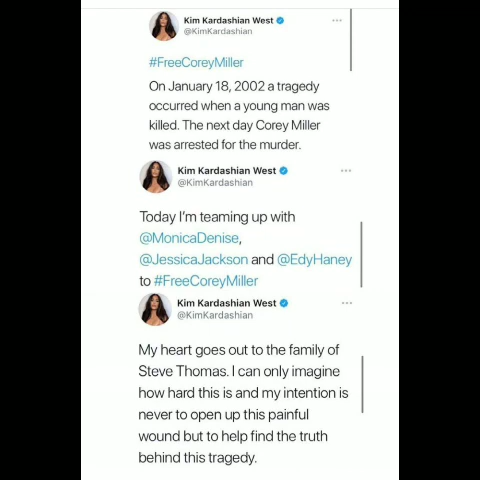 Kim Kardashian West
@KimKardashian
#FreeCoreyMiller
On January 18, 2002 a tragedy
occurred when a young man was
killed. The next day Corey Miller
was arrested for the murder.
Kim Kardashian West
@KimKardashian
Today I'm teaming up with
@MonicaDenise,
@JessicaJackson and @EdyHaney
to #FreeCoreyMiller
Kim Kardashian West
@KimKardashian
My heart goes out to the family of
Steve Thomas. I can only imagine
how hard this is and my intention is
never to open up this painful
wound but to help find the truth
behind this tragedy.